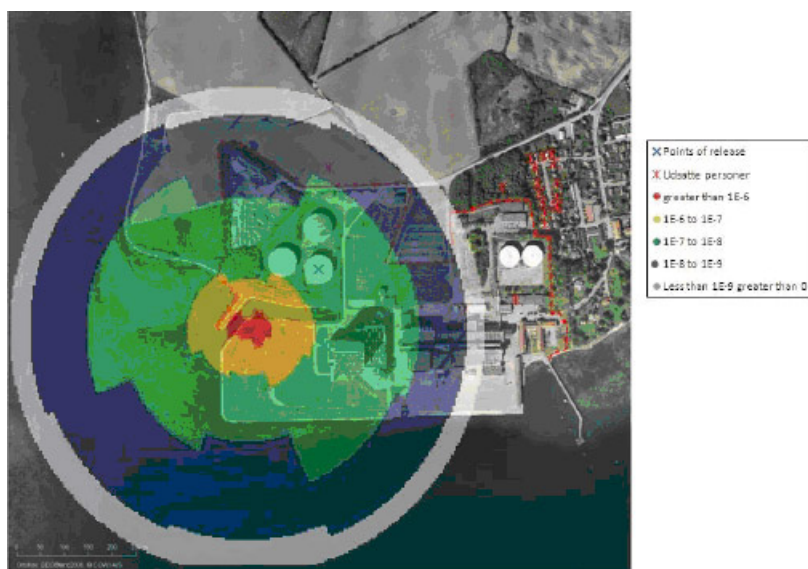 Points of release
Udsatte personer
greater than 1E-6
1E-6 to 1E-7
1E-7 to 1E-8
1E-8 to 1E-9
Less than 1E-9 greater than 0